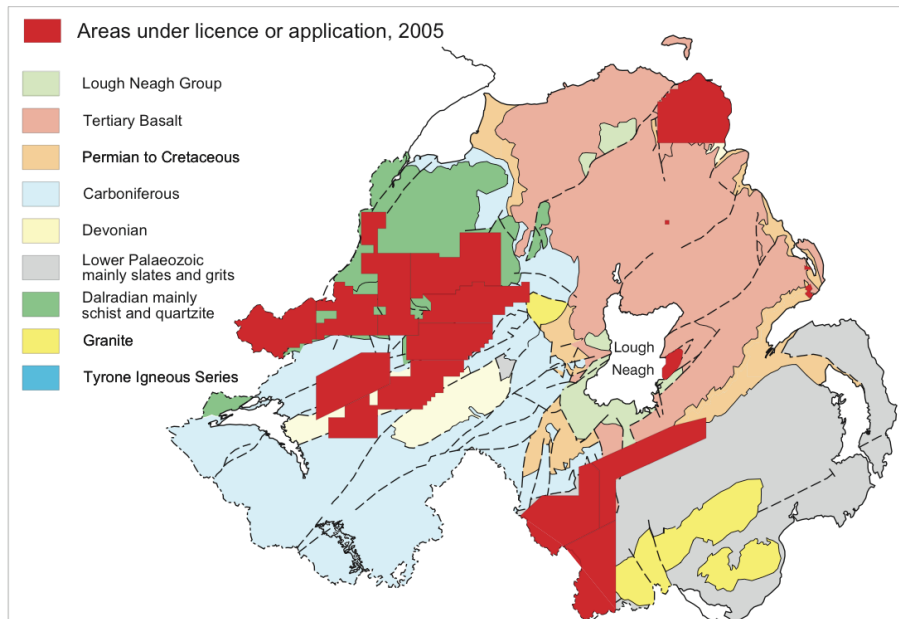 Areas under licence or application, 2005
Lough Neagh Group
Tertiary Basalt
Permian to Cretaceous
Carboniferous
Devonian
Lower Palaeozoic
mainly slates and grits
Dalradian mainly
schist and quartzite
Granite
Tyrone Igneous Series
Lough
Neagh